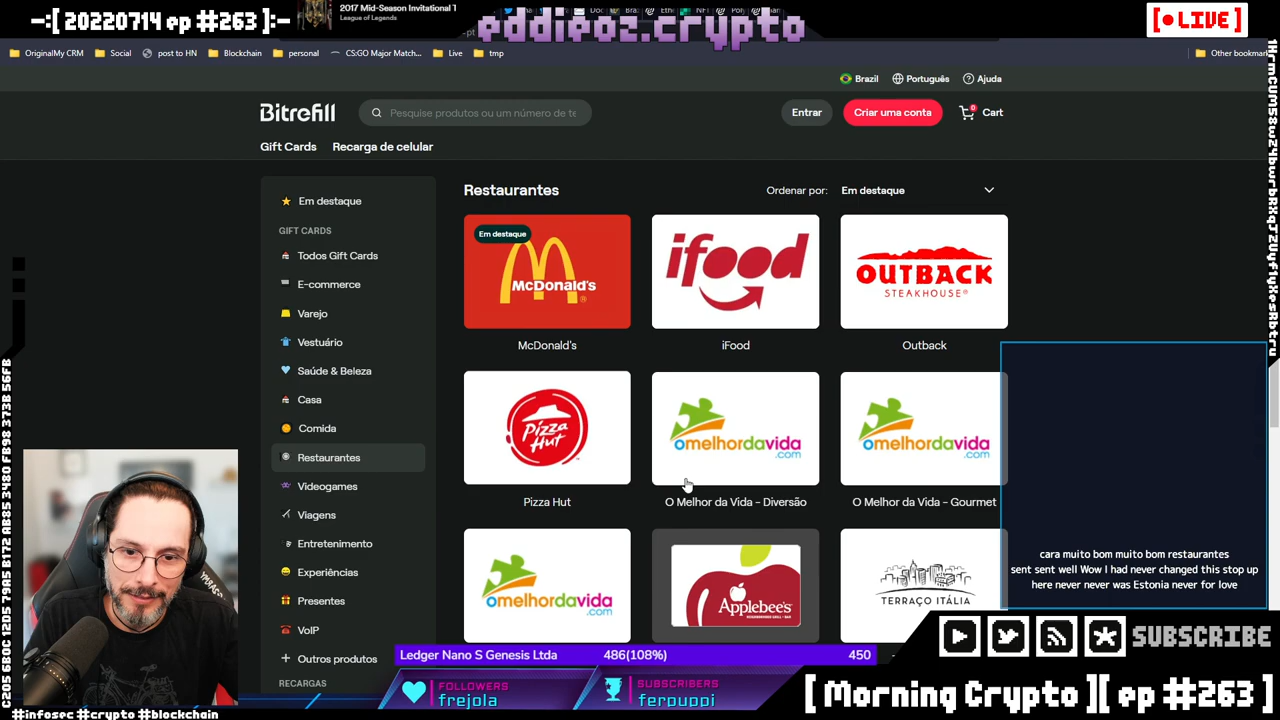 -:[ 20220714 ep #263 ]:-
2017 Mid-Season Invitational
League of Legends
eddieoz.crypto
[ LIVE ]
OriginalMy CRM
Social
post to HN
Blockchain
personal
CS:GO Major Match...
Live
tmp
Other bookmar
Brazil
Português
Ajuda
Bitrefill
Pesquise produtos ou um número de te
Entrar
Criar uma conta
0
Cart
Gift Cards
Recarga de celular
Em destaque
GIFT CARDS
Todos Gift Cards
E-commerce
Varejo
Vestuário
Saúde & Beleza
Casa
Comida
Restaurantes
Videogames
Viagens
Entretenimento
Experiências
Presentes
VoIP
Outros produtos
RECARGAS
Restaurantes
Ordenar por:
Em destaque
Em destaque
McDonald's
McDonald's
ifood
iFood
OUTBACK
STEAKHOUSE®
Outback
Pizza Hut
Pizza Hut
omelhordavida
.com
O Melhor da Vida - Diversão
omelhordavida
.com
O Melhor da Vida - Gourmet
omelhordavida
.com
Applebee's
TERRAÇO ITÁLIA
cara muito bom muito bom restaurantes
sent sent well Wow I had never changed this stop up
here never never was Estonia never for love
Ledger Nano S Genesis Ltda
486(108%)
450
FOLLOWERS
frejola
SUBSCRIBERS
ferpuppi
SUBSCRIBE
[ Morning Crypto ][ ep #263 ]
#infosec #crypto #blockchain